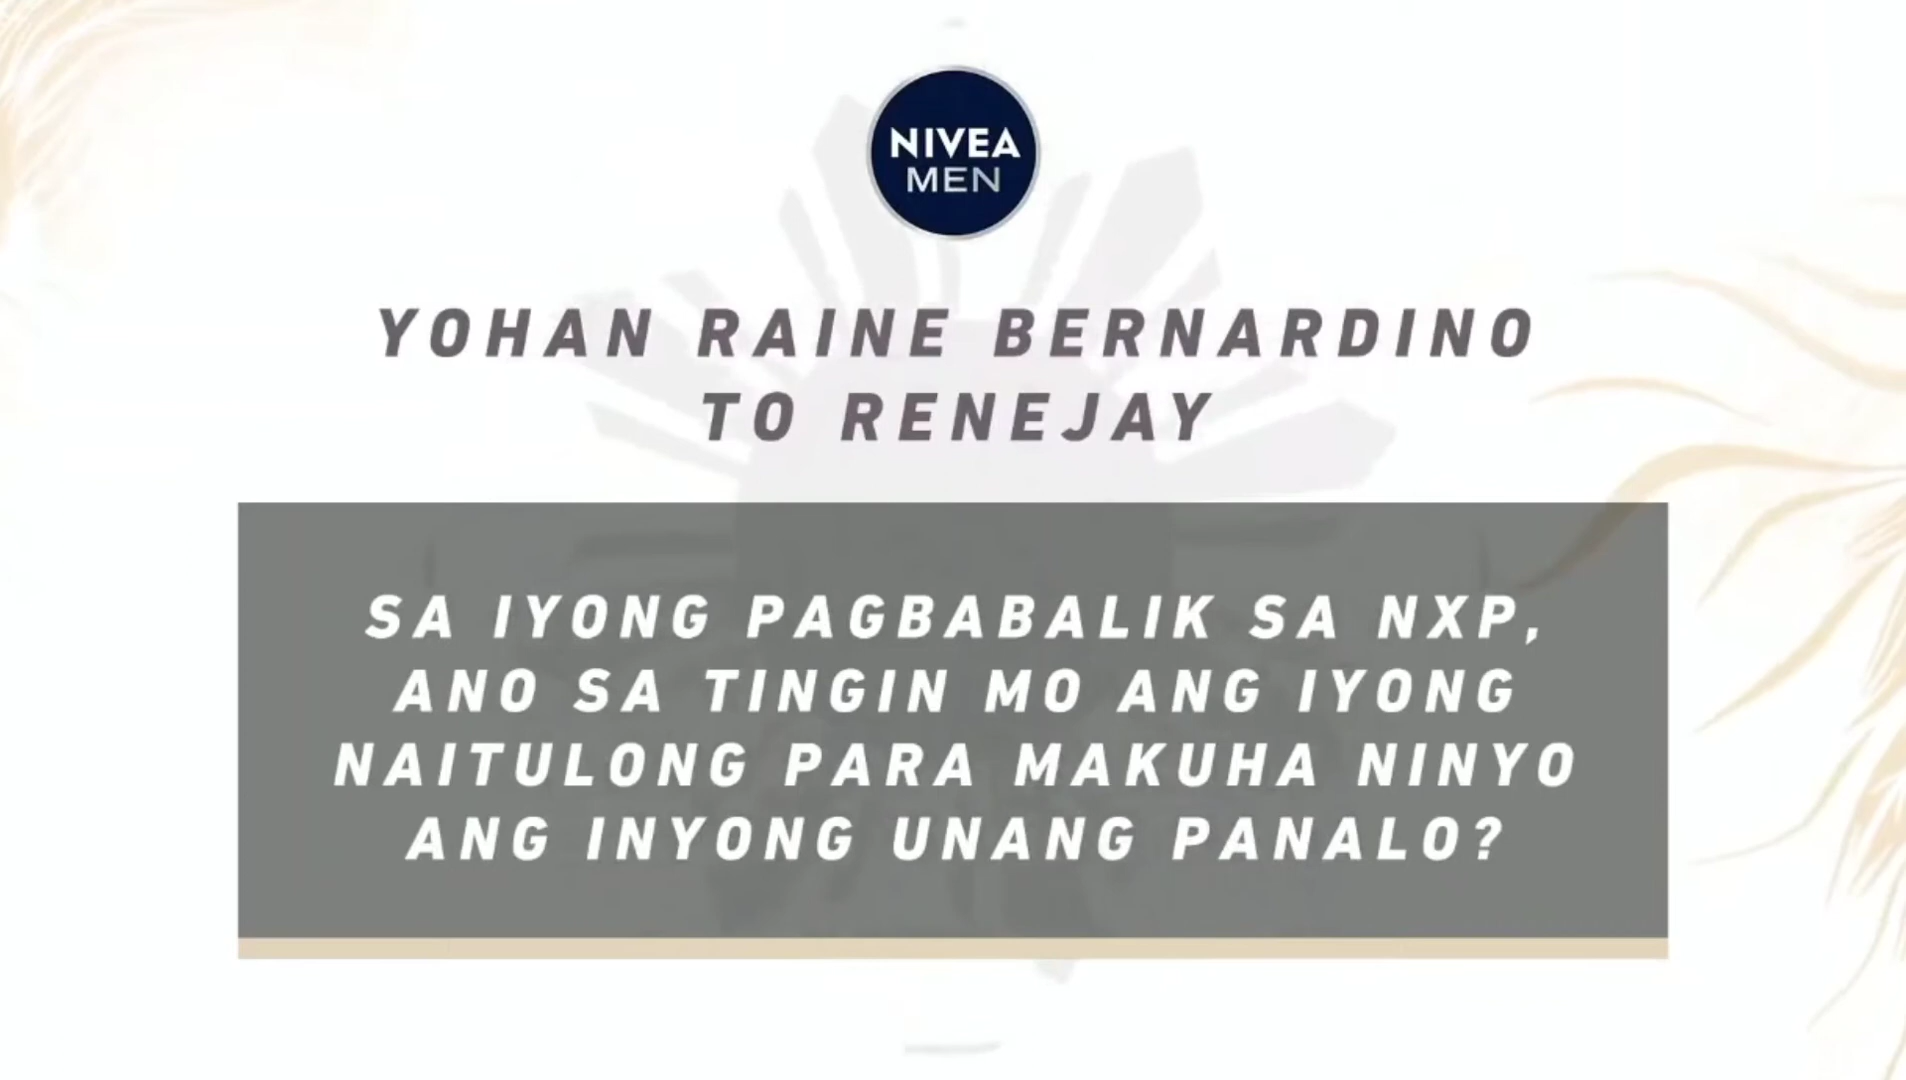 NIVEA
MEN
YOHAN RAINE BERNARDINO
TO RENEJAY
SA IYONG PAGBABALIK SA NXP,
ANO SA TINGIN MO ANG IYONG
NAITULONG PARA MAKUHA NINYO
ANG INYONG UNANG PANALO?